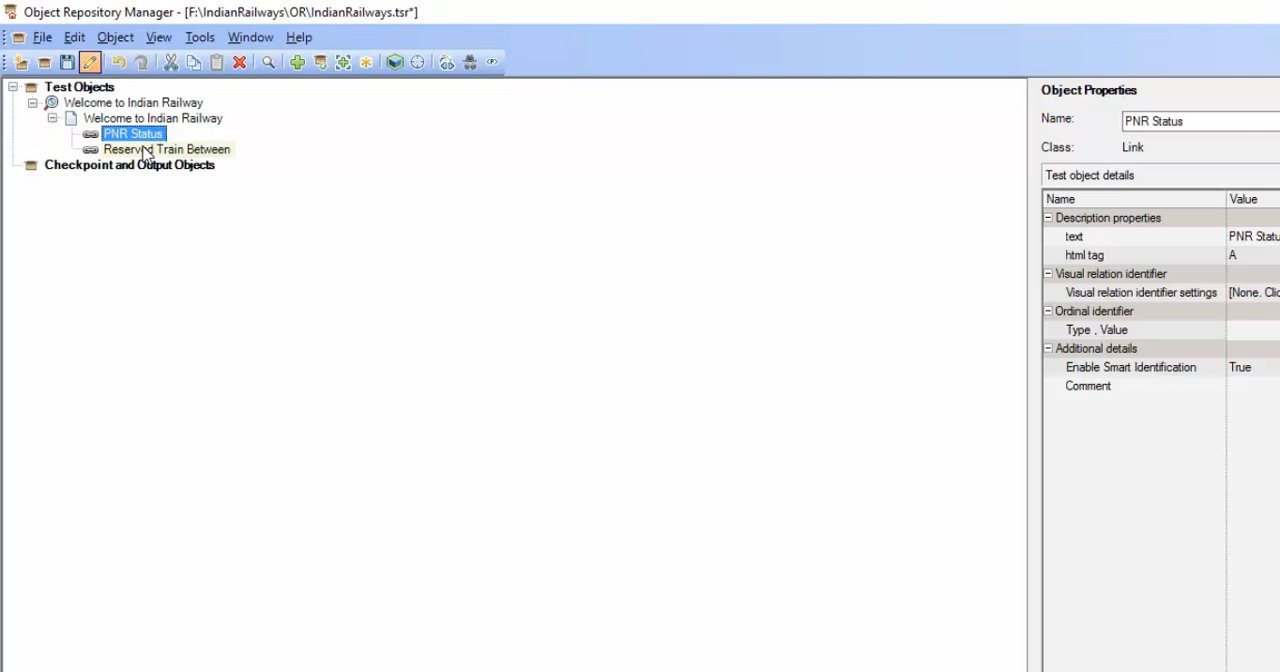 Object Repository Manager - [F:\IndianRailways\OR\IndianRailways.tsr*]
File Edit Object View Tools Window Help
Test Objects
Welcome to Indian Railway
Welcome to Indian Railway
PNR Status
Reserved Train Between
Checkpoint and Output Objects
Object Properties
Name: PNR Status
Class: Link
Test object details
Name Value
Description properties
text PNR Statu
html tag A
Visual relation identifier
Visual relation identifier settings [None. Clic
Ordinal identifier
Type , Value
Additional details
Enable Smart Identification True
Comment